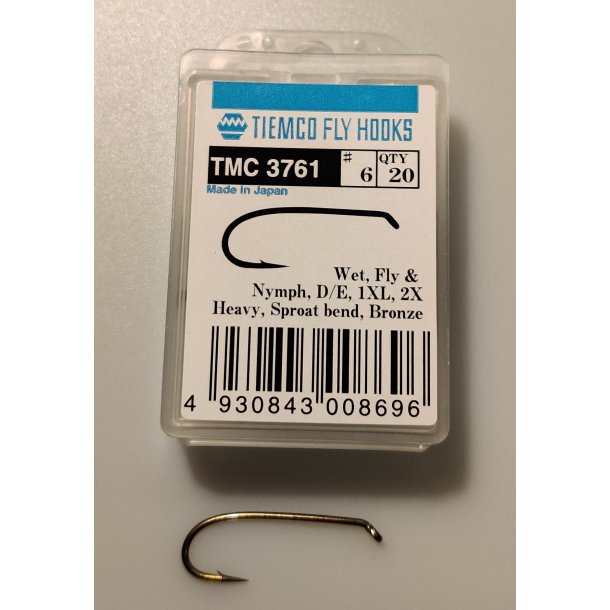 TIEMCO FLY HOOKS
TMC 3761 # 6 QTY 20
Made in Japan
Wet, Fly &
Nymph, D/E, 1XL, 2X
Heavy, Sproat bend, Bronze
4 930843 008696